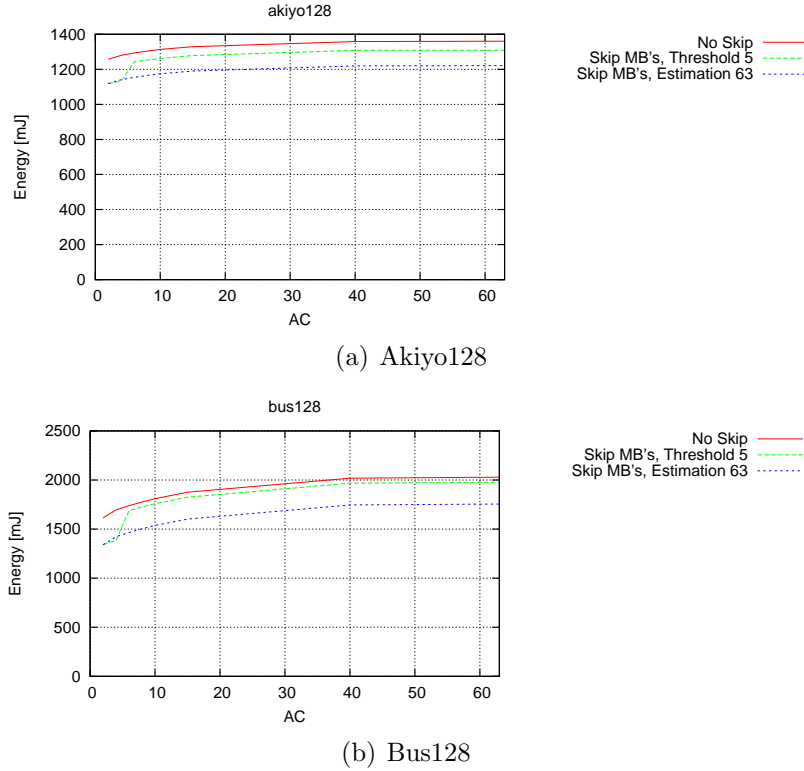 akiyo128
1400
1200
1000
800
600
400
200
0
Energy [mJ]
0 10 20 30 40 50 60
AC
No Skip
Skip MB's, Threshold 5
Skip MB's, Estimation 63
(a) Akiyo128
bus128
2500
2000
1500
1000
500
0
Energy [mJ]
0 10 20 30 40 50 60
AC
No Skip
Skip MB's, Threshold 5
Skip MB's, Estimation 63
(b) Bus128